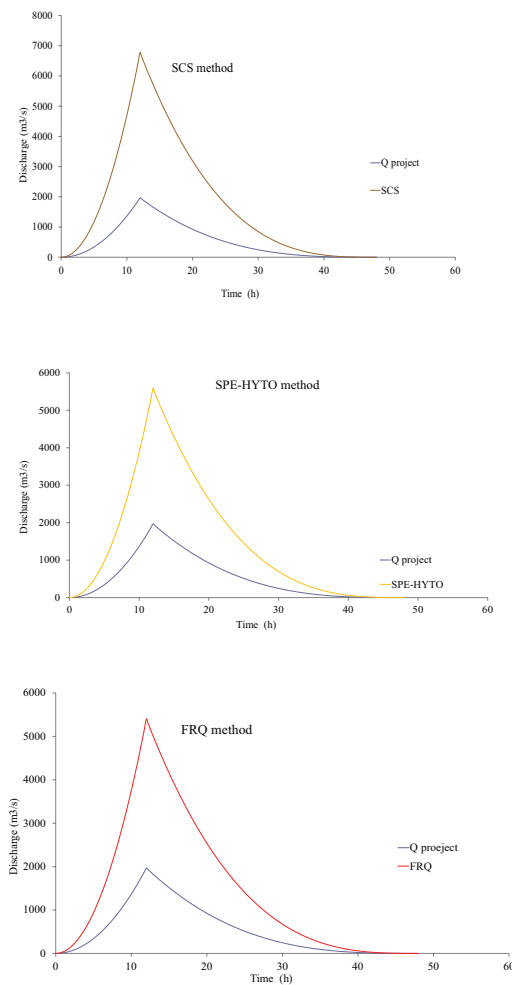 8000
7000
6000
5000
4000
3000
2000
1000
0
Discharge (m3/s)
SCS method
Q project
SCS
0 10 20 30 40 50 60
Time (h)
6000
5000
4000
3000
2000
1000
0
Discharge (m3/s)
SPE-HYTO method
Q project
SPE-HYTO
0 10 20 30 40 50 60
Time (h)
6000
5000
4000
3000
2000
1000
0
Discharge (m3/s)
FRQ method
Q proeject
FRQ
0 10 20 30 40 50 60
Time (h)